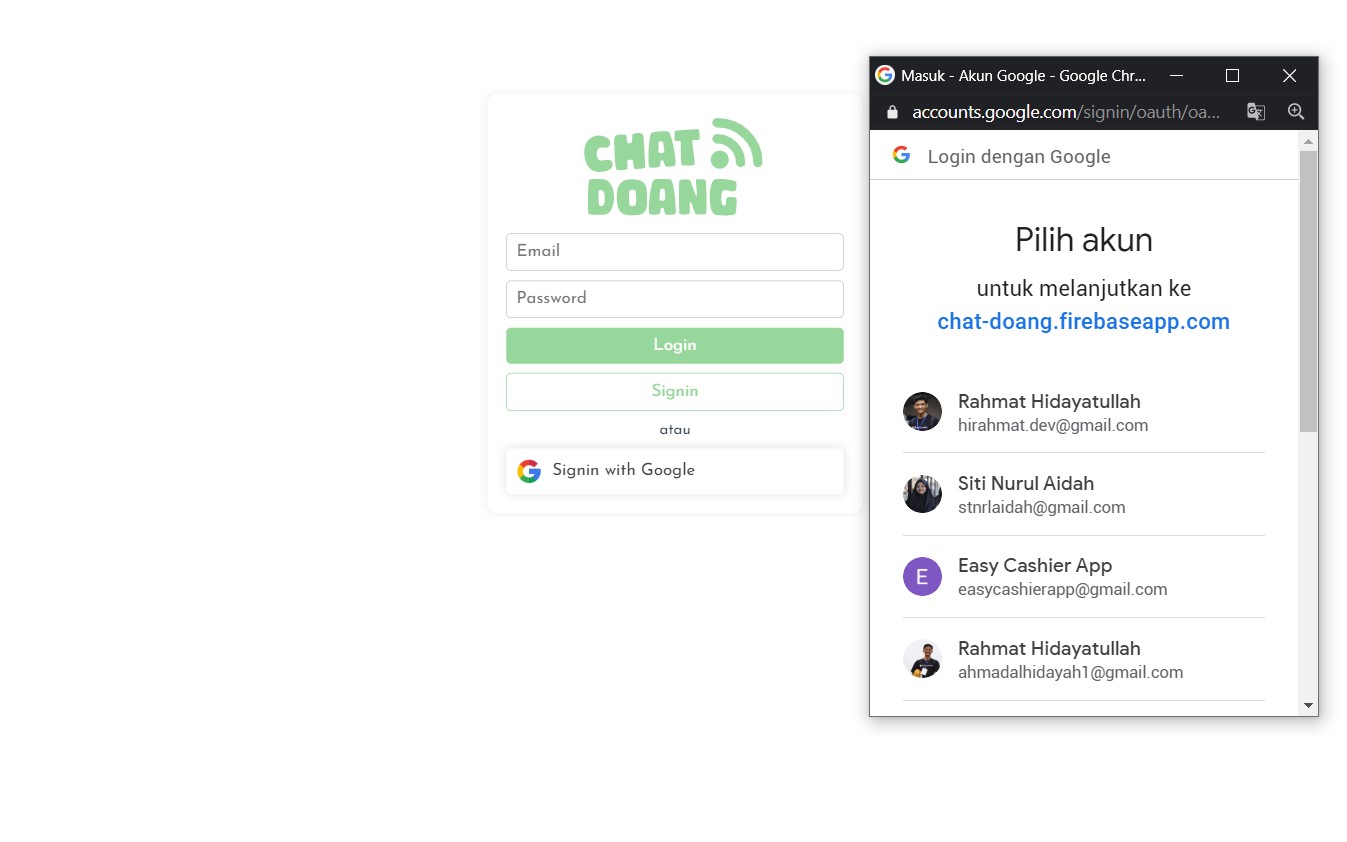 CHAT
DOANG
Email
Password
Login
Signin
atau
Signin with Google
Masuk - Akun Google - Google Chr...
accounts.google.com/signin/oauth/oa...
Login dengan Google
Pilih akun
untuk melanjutkan ke
chat-doang.firebaseapp.com
Rahmat Hidayatullah
hirahmat.dev@gmail.com
Siti Nurul Aidah
stnrlaidah@gmail.com
E
Easy Cashier App
easycashierapp@gmail.com
Rahmat Hidayatullah
ahmadalhidayah1@gmail.com